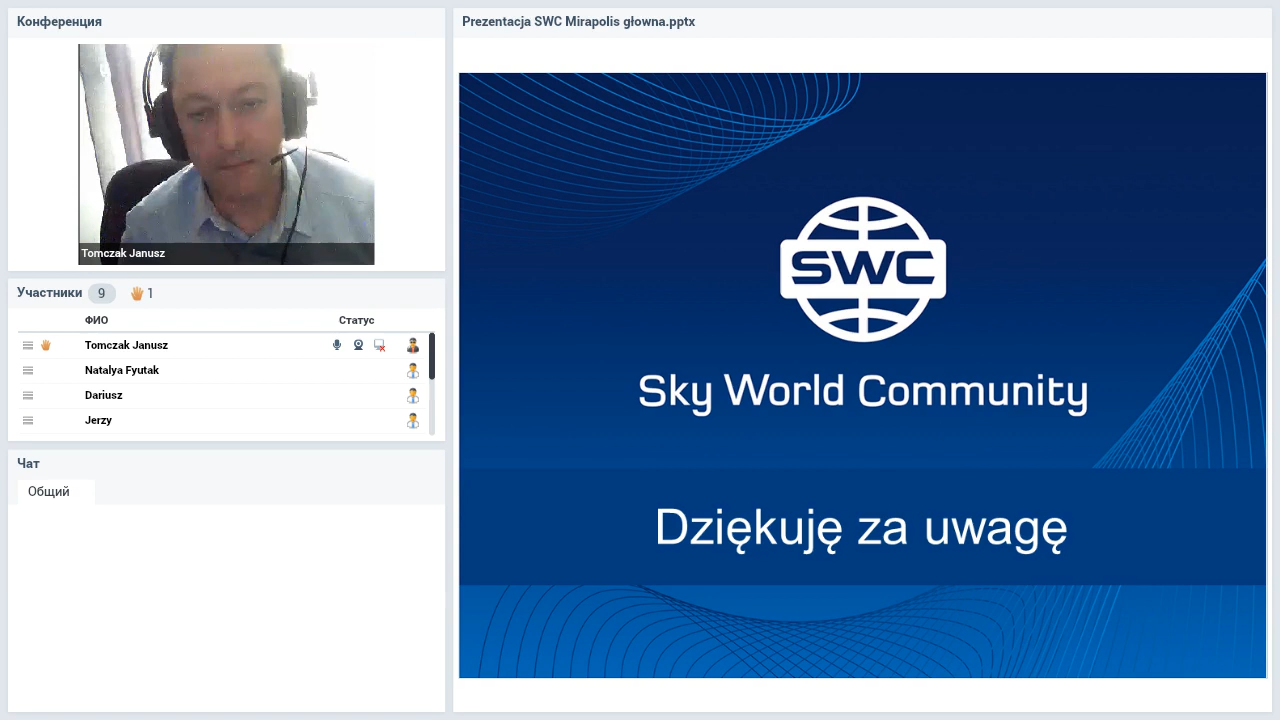 Конференция
Tomczak Janusz
Участники 9 1
ФИО Статус
Tomczak Janusz
Natalya Fyutak
Dariusz
Jerzy
Чат
Общий
Prezentacja SWC Mirapolis głowna.pptx
SWC
Sky World Community
Dziękuję za uwagę